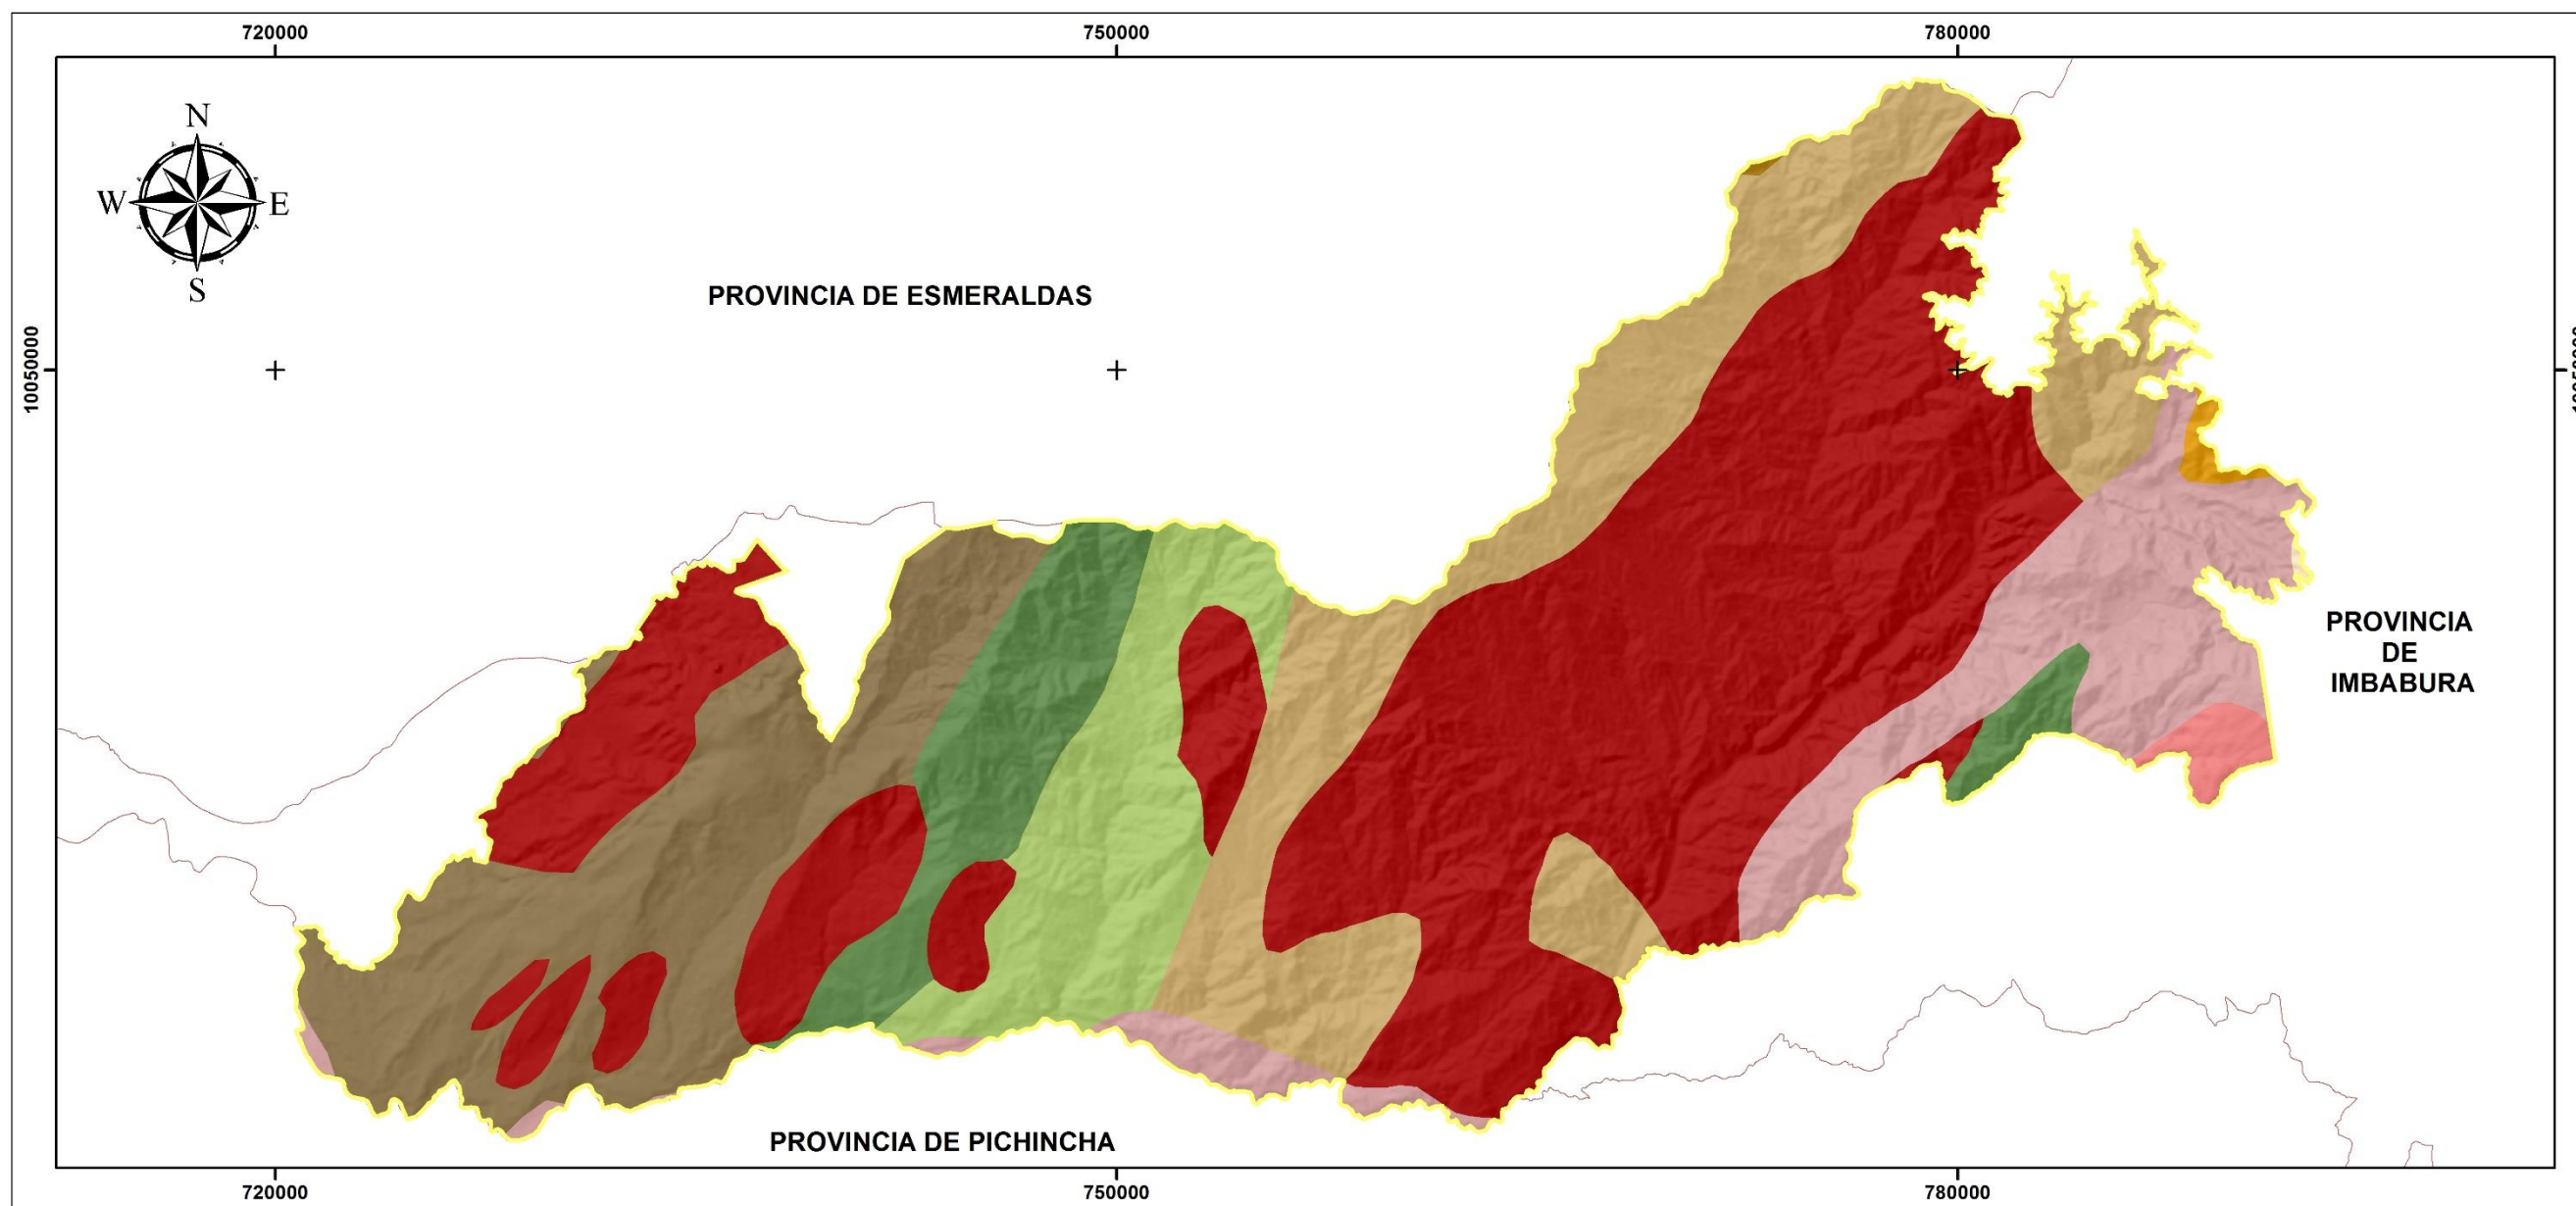 720000 750000 780000
N
W E
S
PROVINCIA DE ESMERALDAS
10050000
PROVINCIA
DE
IMBABURA
PROVINCIA DE PICHINCHA
720000 750000 780000